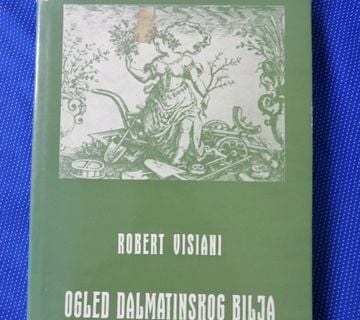 ROBERT VISIANI
OGLED DALMATINSKOG BILJA